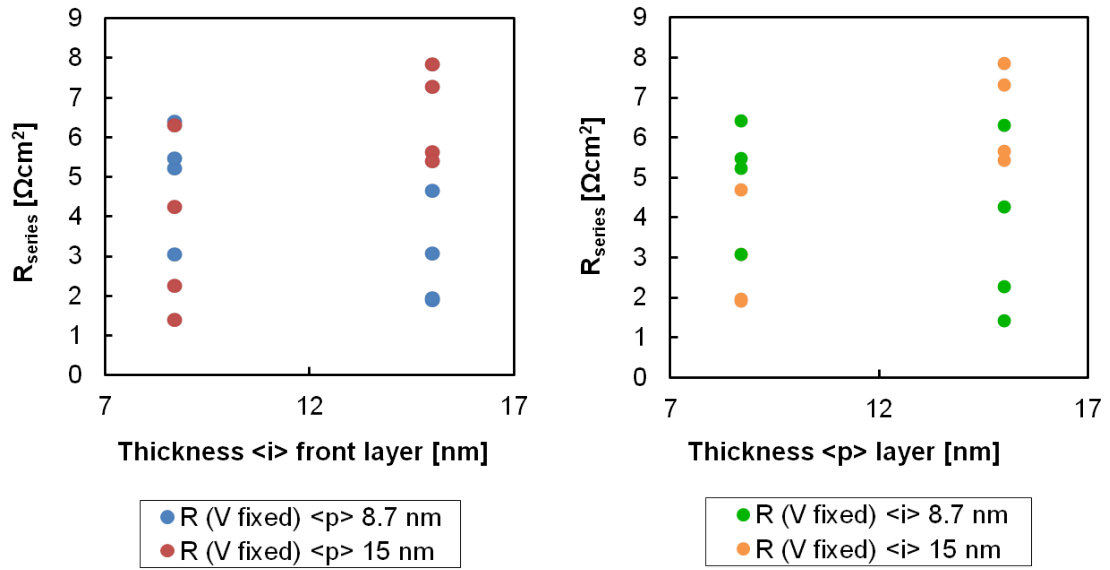 9
8
7
6
5
4
3
2
1
0
R_series [Ωcm²]
7 12 17
Thickness <i> front layer [nm]
R (V fixed) <p> 8.7 nm
R (V fixed) <p> 15 nm
9
8
7
6
5
4
3
2
1
0
R_series [Ωcm²]
7 12 17
Thickness <p> layer [nm]
R (V fixed) <i> 8.7 nm
R (V fixed) <i> 15 nm